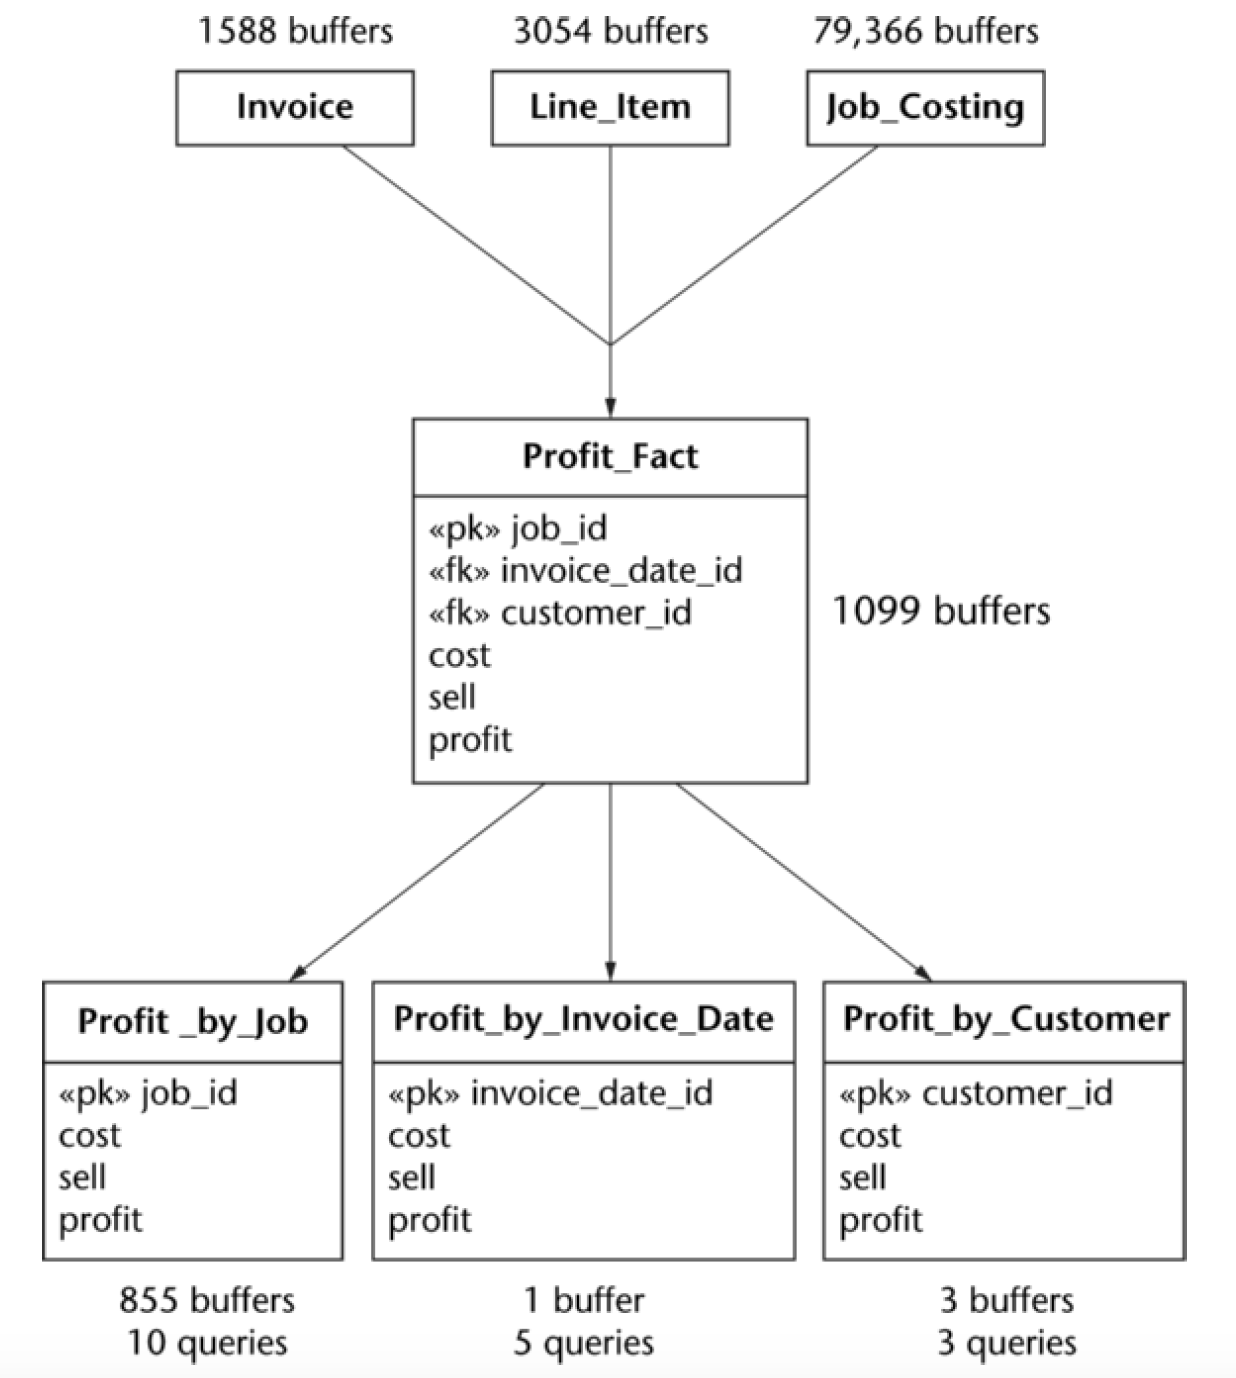 1588 buffers
3054 buffers
79,366 buffers
Invoice
Line_Item
Job_Costing
Profit_Fact
«pk» job_id
«fk» invoice_date_id
«fk» customer_id
cost
sell
profit
1099 buffers
Profit _by_Job
«pk» job_id
cost
sell
profit
855 buffers
10 queries
Profit_by_Invoice_Date
«pk» invoice_date_id
cost
sell
profit
1 buffer
5 queries
Profit_by_Customer
«pk» customer_id
cost
sell
profit
3 buffers
3 queries